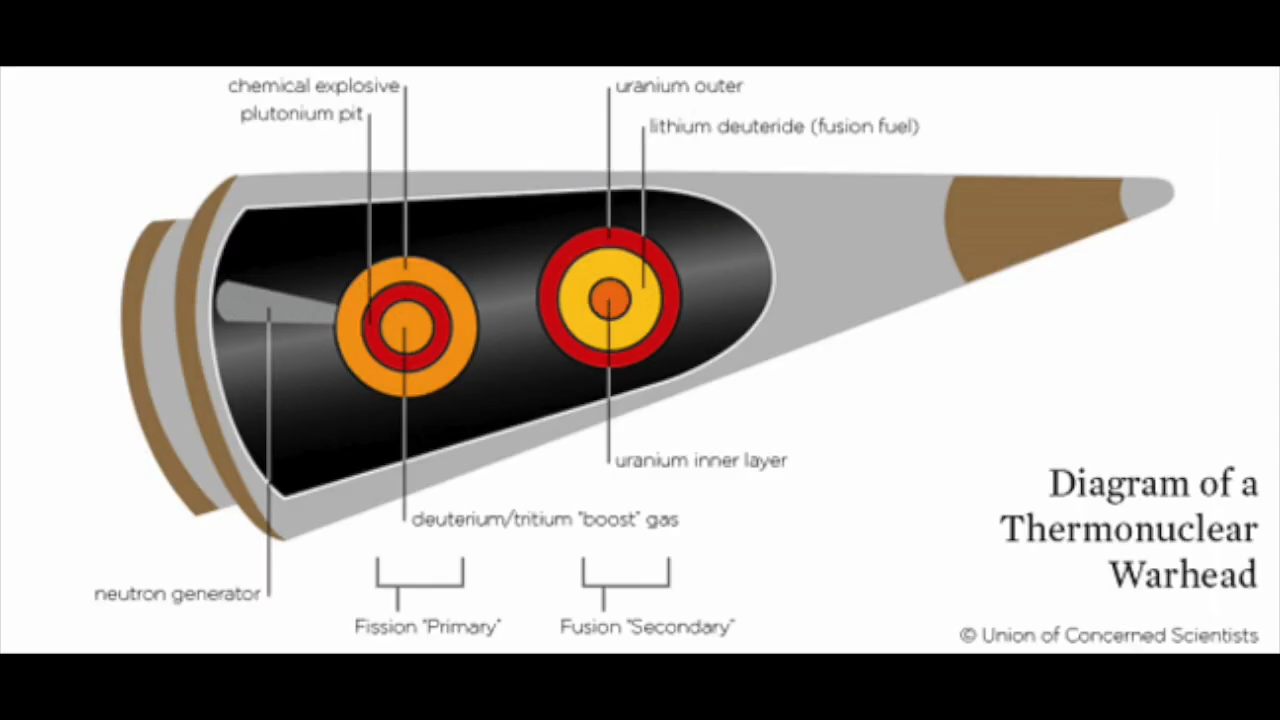 chemical explosive
plutonium pit
uranium outer
lithium deuteride (fusion fuel)
uranium inner layer
deuterium/tritium "boost" gas
neutron generator
Fission "Primary"
Fusion "Secondary"
Diagram of a
Thermonuclear
Warhead
© Union of Concerned Scientists